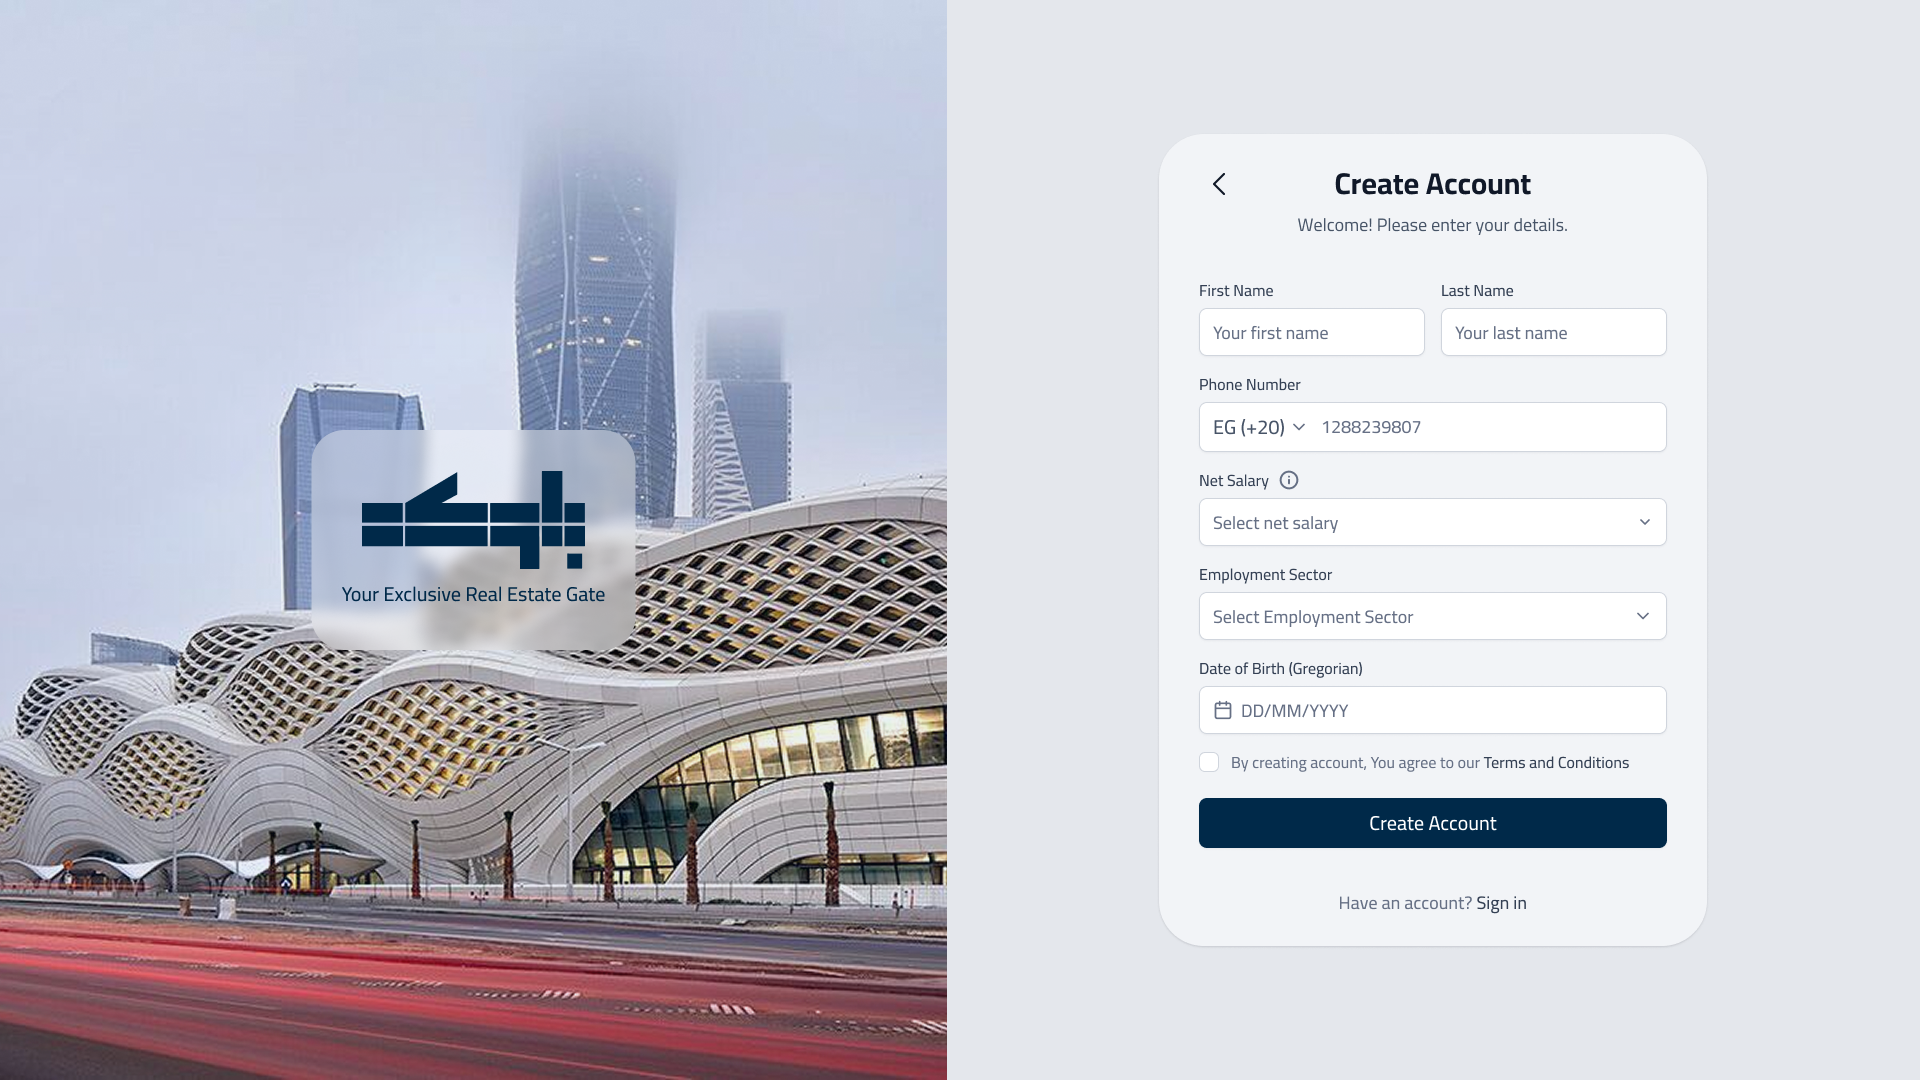 بيتك
Your Exclusive Real Estate Gate
Create Account
Welcome! Please enter your details.
First Name
Last Name
Your first name
Your last name
Phone Number
EG (+20) 1288239807
Net Salary
Select net salary
Employment Sector
Select Employment Sector
Date of Birth (Gregorian)
DD/MM/YYYY
By creating account, You agree to our Terms and Conditions
Create Account
Have an account? Sign in